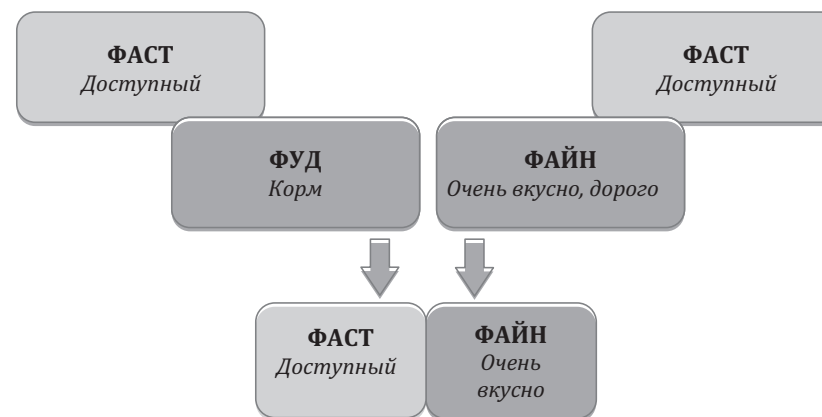 ФАСТ
Доступный
ФАСТ
Доступный
ФУД
Корм
ФАЙН
Очень вкусно, дорого
ФАСТ
Доступный
ФАЙН
Очень
вкусно